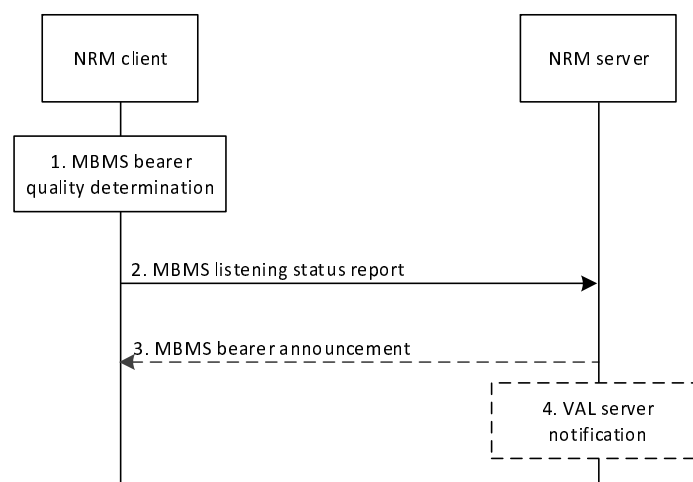 NRM client
NRM server
1. MBMS bearer
quality determination
2. MBMS listening status report
3. MBMS bearer announcement
4. VAL server
notification